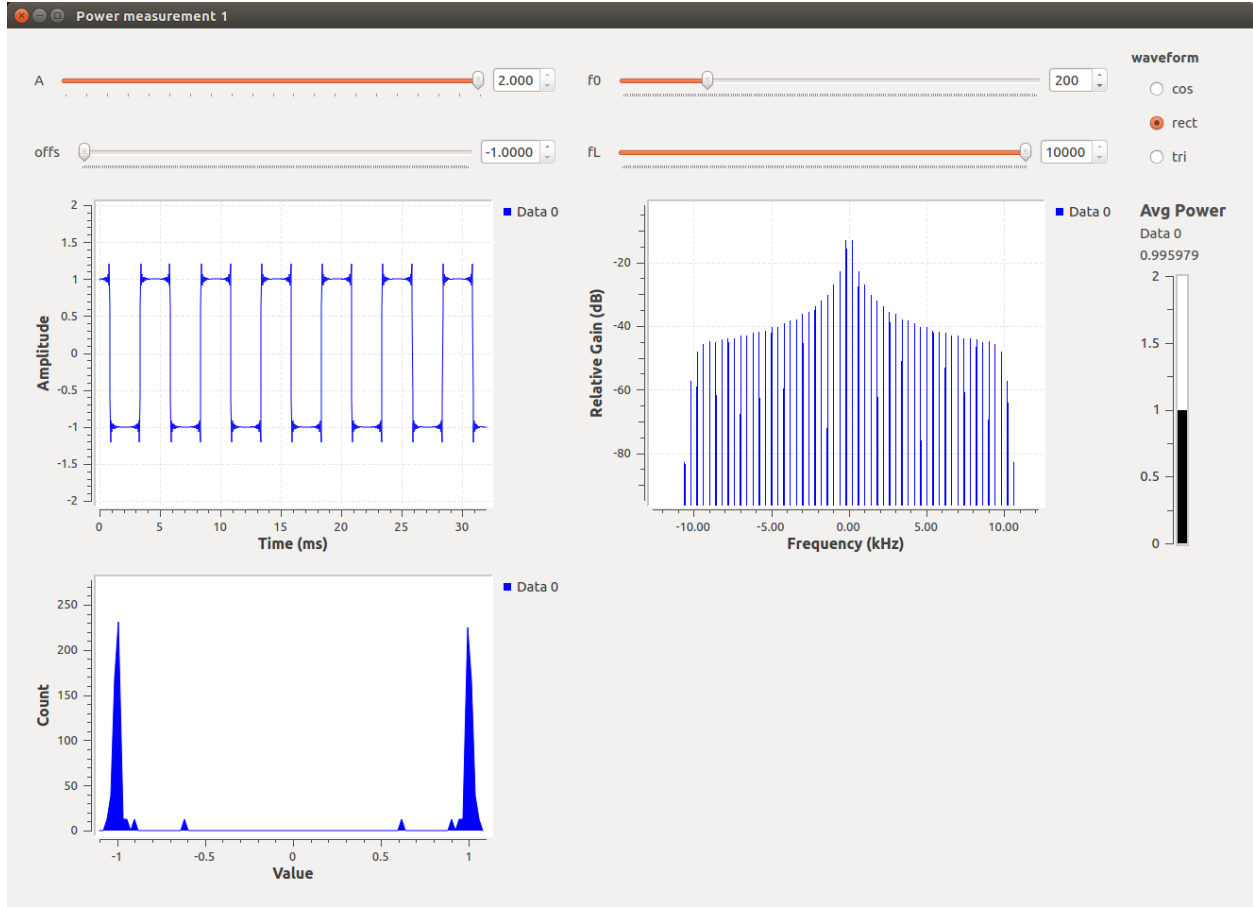 Power measurement 1
A
2.000
f0
200
waveform
cos
rect
tri
offs
-1.0000
fL
10000
Data 0
2
1.5
1
0.5
0
-0.5
-1
-1.5
-2
Amplitude
0
5
10
15
20
25
30
Time (ms)
Data 0
-20
-40
-60
-80
Relative Gain (dB)
-10.00
-5.00
0.00
5.00
10.00
Frequency (kHz)
Avg Power
Data 0
0.995979
2
1.5
1
0.5
0
Data 0
250
200
150
100
50
0
Count
-1
-0.5
0
0.5
1
Value